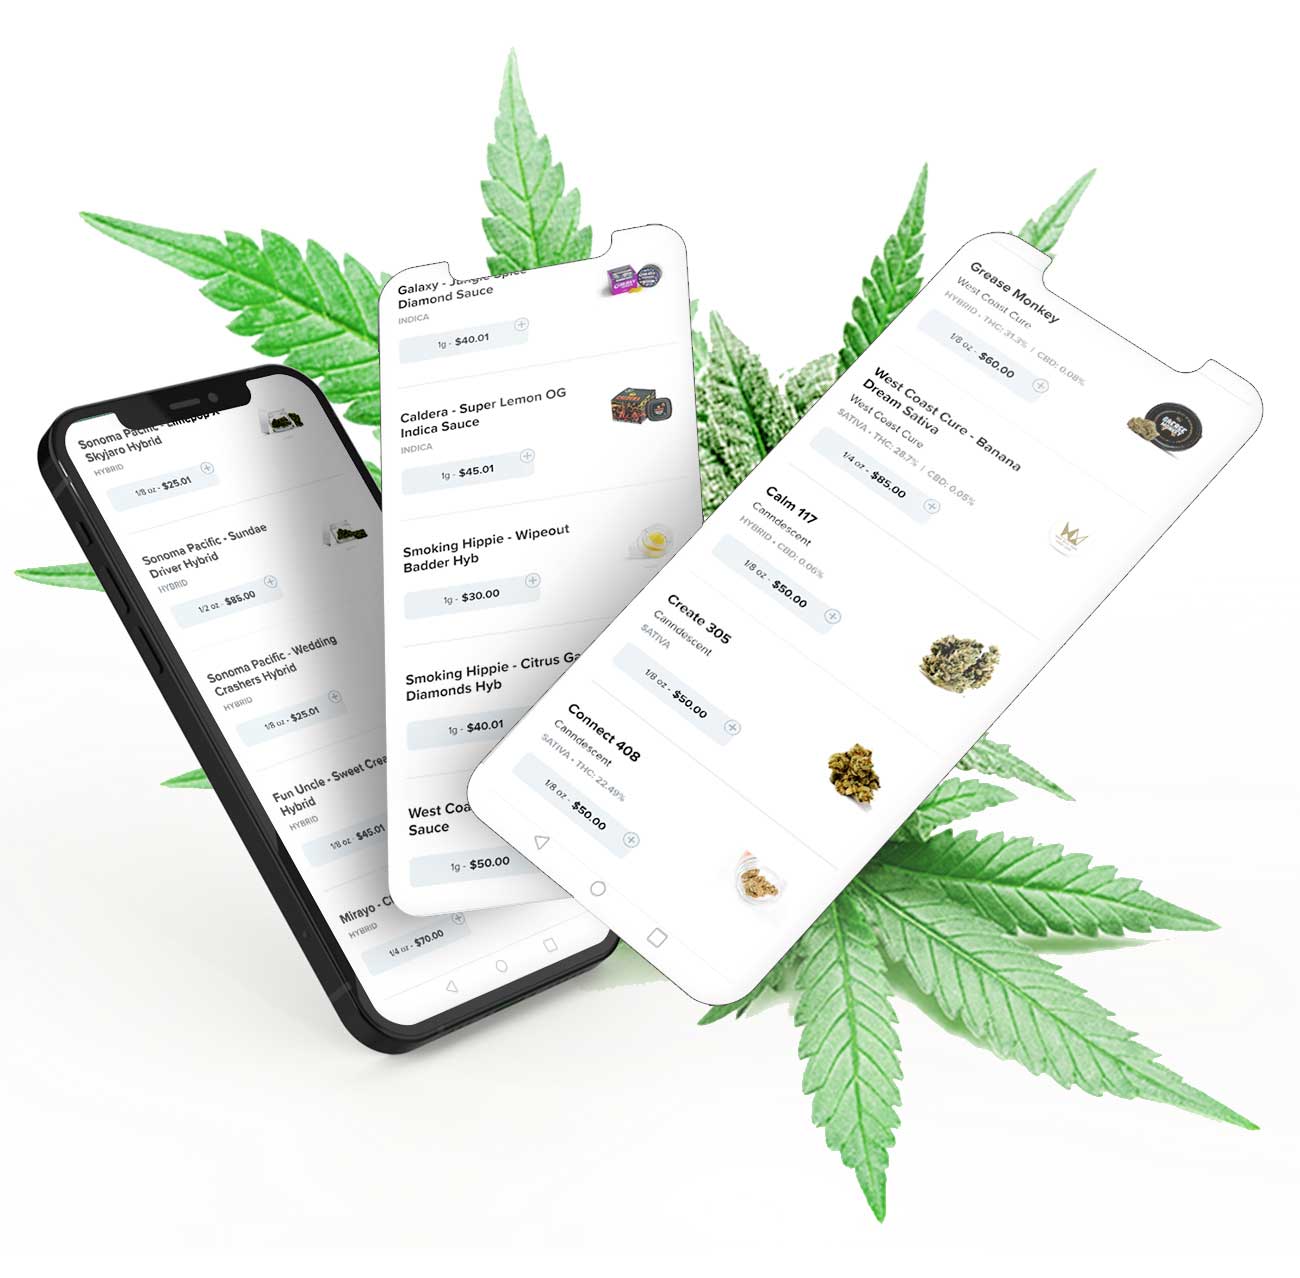 Sonoma Pacific - Limepop X
Skyjaro Hybrid
HYBRID
1/8 oz - $25.01
Sonoma Pacific - Sundae
Driver Hybrid
HYBRID
1/2 oz - $85.00
Sonoma Pacific - Wedding
Crashers Hybrid
HYBRID
1/8 oz - $25.01
Fun Uncle - Sweet Crea
Hybrid
HYBRID
1/8 oz - $45.01
Mirayo -
HYBRID
1/4 oz - $70.00
Galaxy - Jungle Spice
Diamond Sauce
INDICA
1g - $40.01
Caldera - Super Lemon OG
Indica Sauce
INDICA
1g - $45.01
Smoking Hippie - Wipeout
Badder Hyb
1g - $30.00
Smoking Hippie - Citrus Ga
Diamonds Hyb
1g - $40.01
West Coa
Sauce
1g - $50.00
Grease Monkey
West Coast Cure
HYBRID • THC: 31.3% | CBD: 0.08%
1/8 oz - $60.00
West Coast Cure - Banana
Dream Sativa
West Coast Cure
SATIVA • THC: 28.7% | CBD: 0.05%
1/4 oz - $85.00
Calm 117
Canndescent
HYBRID • CBD: 0.06%
1/8 oz - $50.00
Create 305
Canndescent
SATIVA
1/8 oz - $50.00
Connect 408
Canndescent
SATIVA • THC: 22.49%
1/8 oz - $50.00